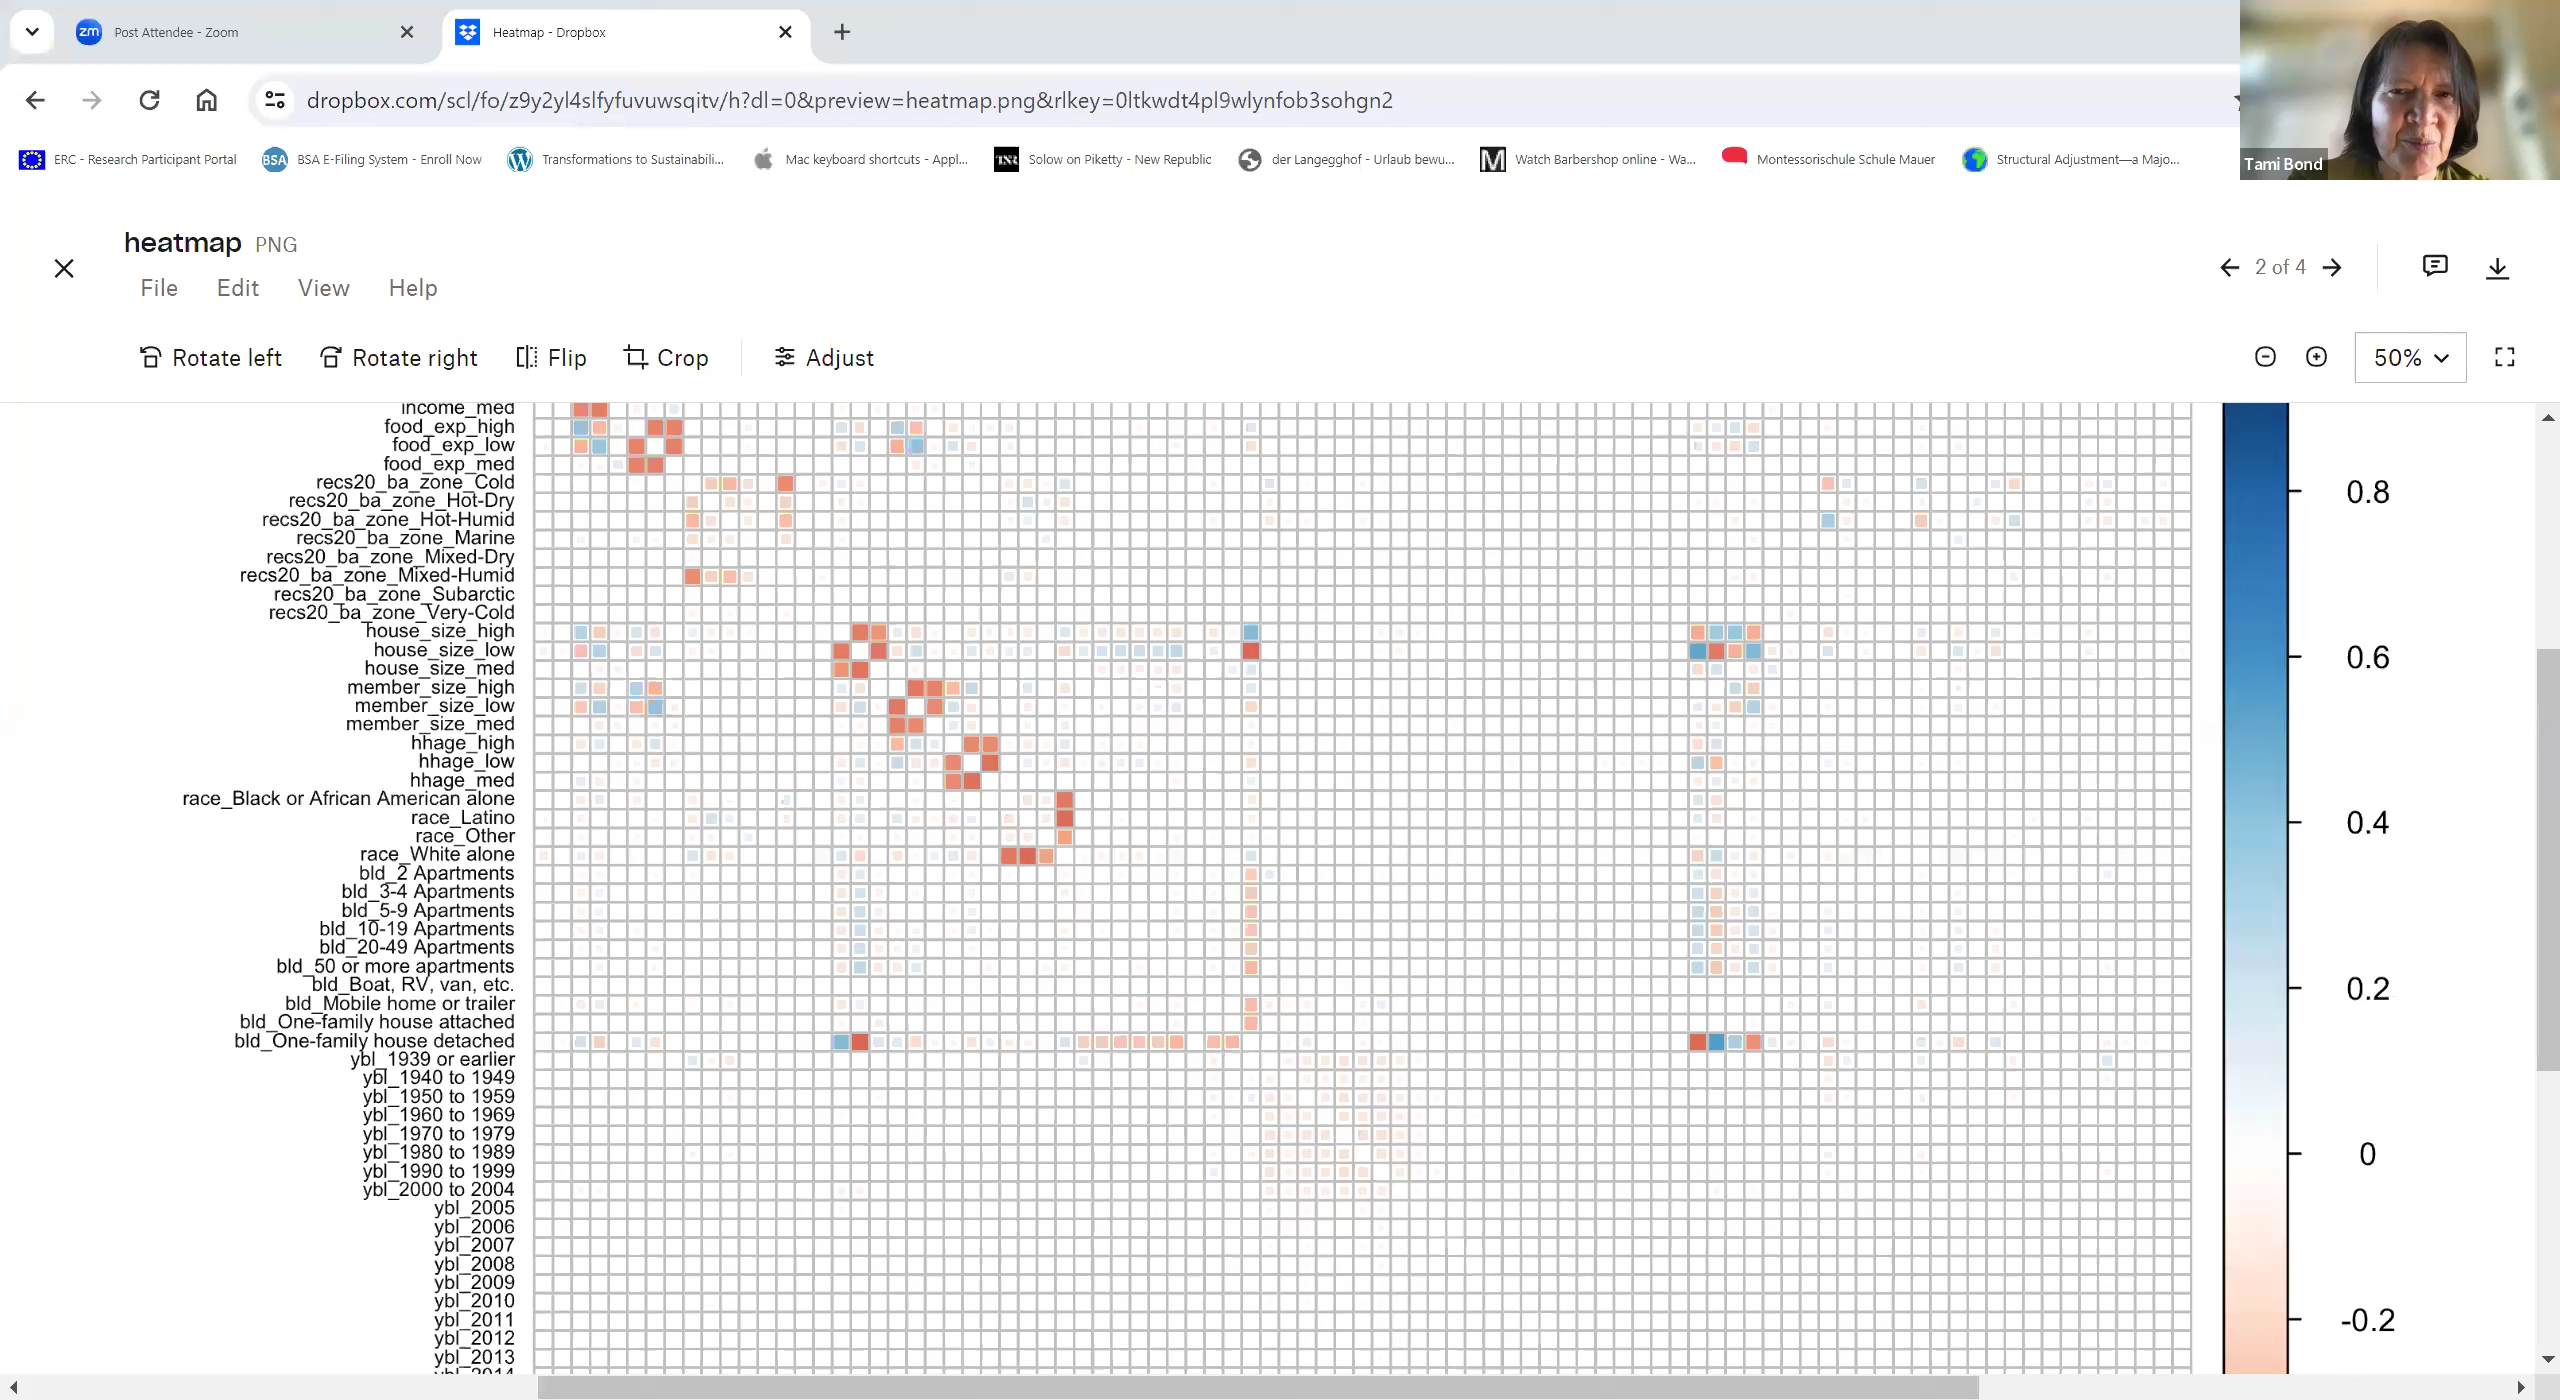 Post Attendee - Zoom
Heatmap - Dropbox
dropbox.com/scl/fo/z9y2yl4slfyfuvuwsqitv/h?dl=0&preview=heatmap.png&rlkey=0ltkwdt4pl9wlynfob3sohgn2
ERC - Research Participant Portal
BSA E-Filing System - Enroll Now
Transformations to Sustainabili...
Mac keyboard shortcuts - Appl...
Solow on Piketty - New Republic
der Langegghof - Urlaub bewu...
Watch Barbershop online - Wa...
Montessorischule Schule Mauer
Structural Adjustment—a Majo...
Tami Bond
heatmap PNG
File Edit View Help
2 of 4
Rotate left Rotate right Flip Crop Adjust
50%
income_med
food_exp_high
food_exp_low
food_exp_med
recs20_ba_zone_Cold
recs20_ba_zone_Hot-Dry
recs20_ba_zone_Hot-Humid
recs20_ba_zone_Marine
recs20_ba_zone_Mixed-Dry
recs20_ba_zone_Mixed-Humid
recs20_ba_zone_Subarctic
recs20_ba_zone_Very-Cold
house_size_high
house_size_low
house_size_med
member_size_high
member_size_low
member_size_med
hhage_high
hhage_low
hhage_med
race_Black or African American alone
race_Latino
race_Other
race_White alone
bld_2 Apartments
bld_3-4 Apartments
bld_5-9 Apartments
bld_10-19 Apartments
bld_20-49 Apartments
bld_50 or more apartments
bld_Boat, RV, van, etc.
bld_Mobile home or trailer
bld_One-family house attached
bld_One-family house detached
ybl_1939 or earlier
ybl_1940 to 1949
ybl_1950 to 1959
ybl_1960 to 1969
ybl_1970 to 1979
ybl_1980 to 1989
ybl_1990 to 1999
ybl_2000 to 2004
ybl_2005
ybl_2006
ybl_2007
ybl_2008
ybl_2009
ybl_2010
ybl_2011
ybl_2012
ybl_2013
0.8
0.6
0.4
0.2
0
-0.2